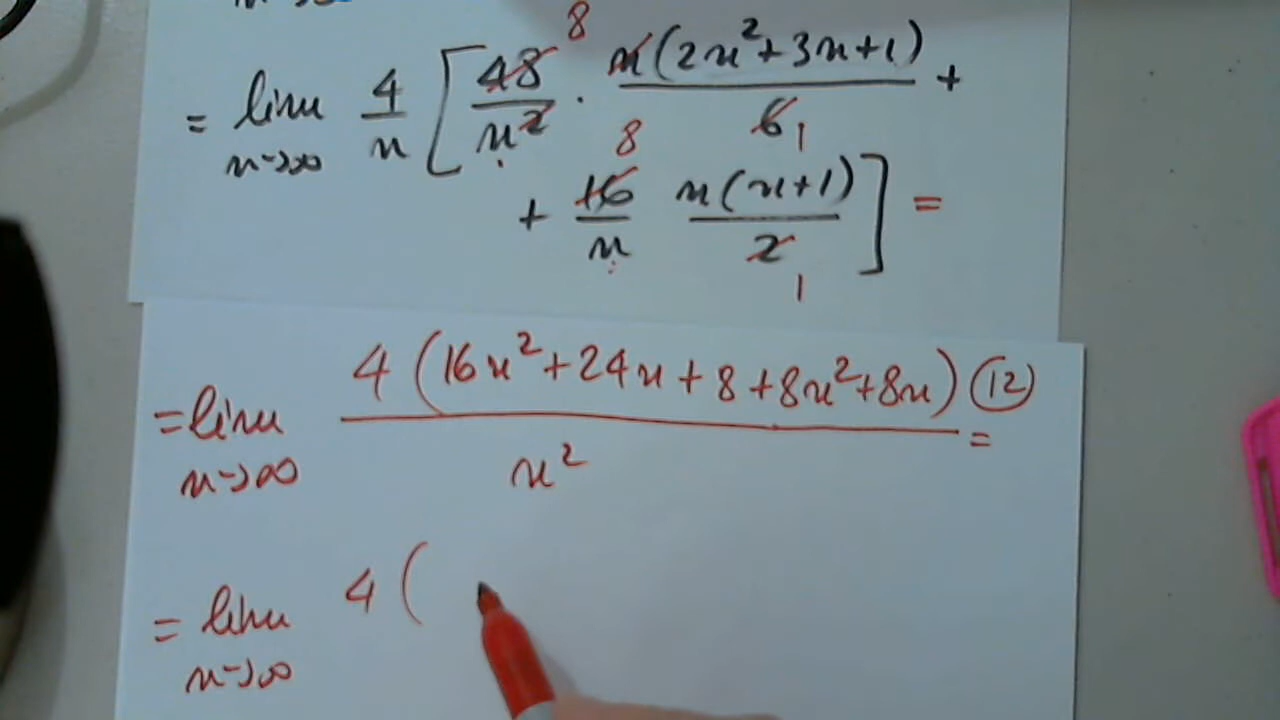 = lim n→∞ 4/n [ 48/n² 8 · n(2n²+3n+1)/6 1 +
+ 16/n 8 n(n+1)/2 1 ] =
= lim n→∞ 4(16n²+24n+8+8n²+8n)/n² (12) =
= lim n→∞ 4(